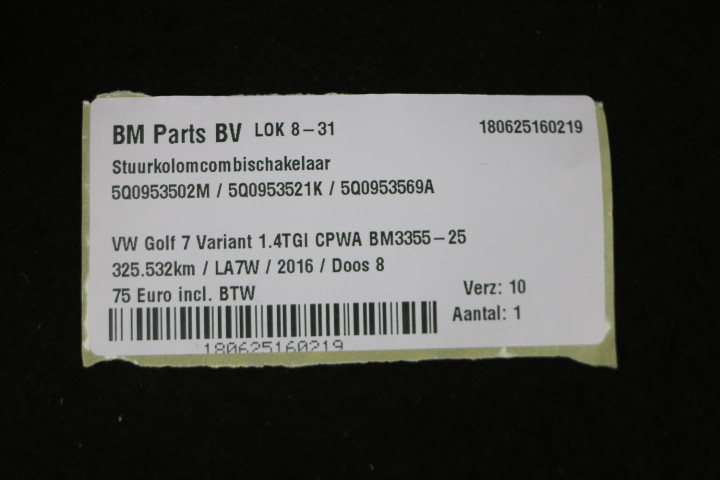 BM Parts BV LOK 8-31 180625160219
Stuurkolomcombischakelaar
5Q0953502M / 5Q0953521K / 5Q0953569A
VW Golf 7 Variant 1.4TGI CPWA BM3355-25
325.532km / LA7W / 2016 / Doos 8
75 Euro incl. BTW Verz: 10
Aantal: 1
180625160219